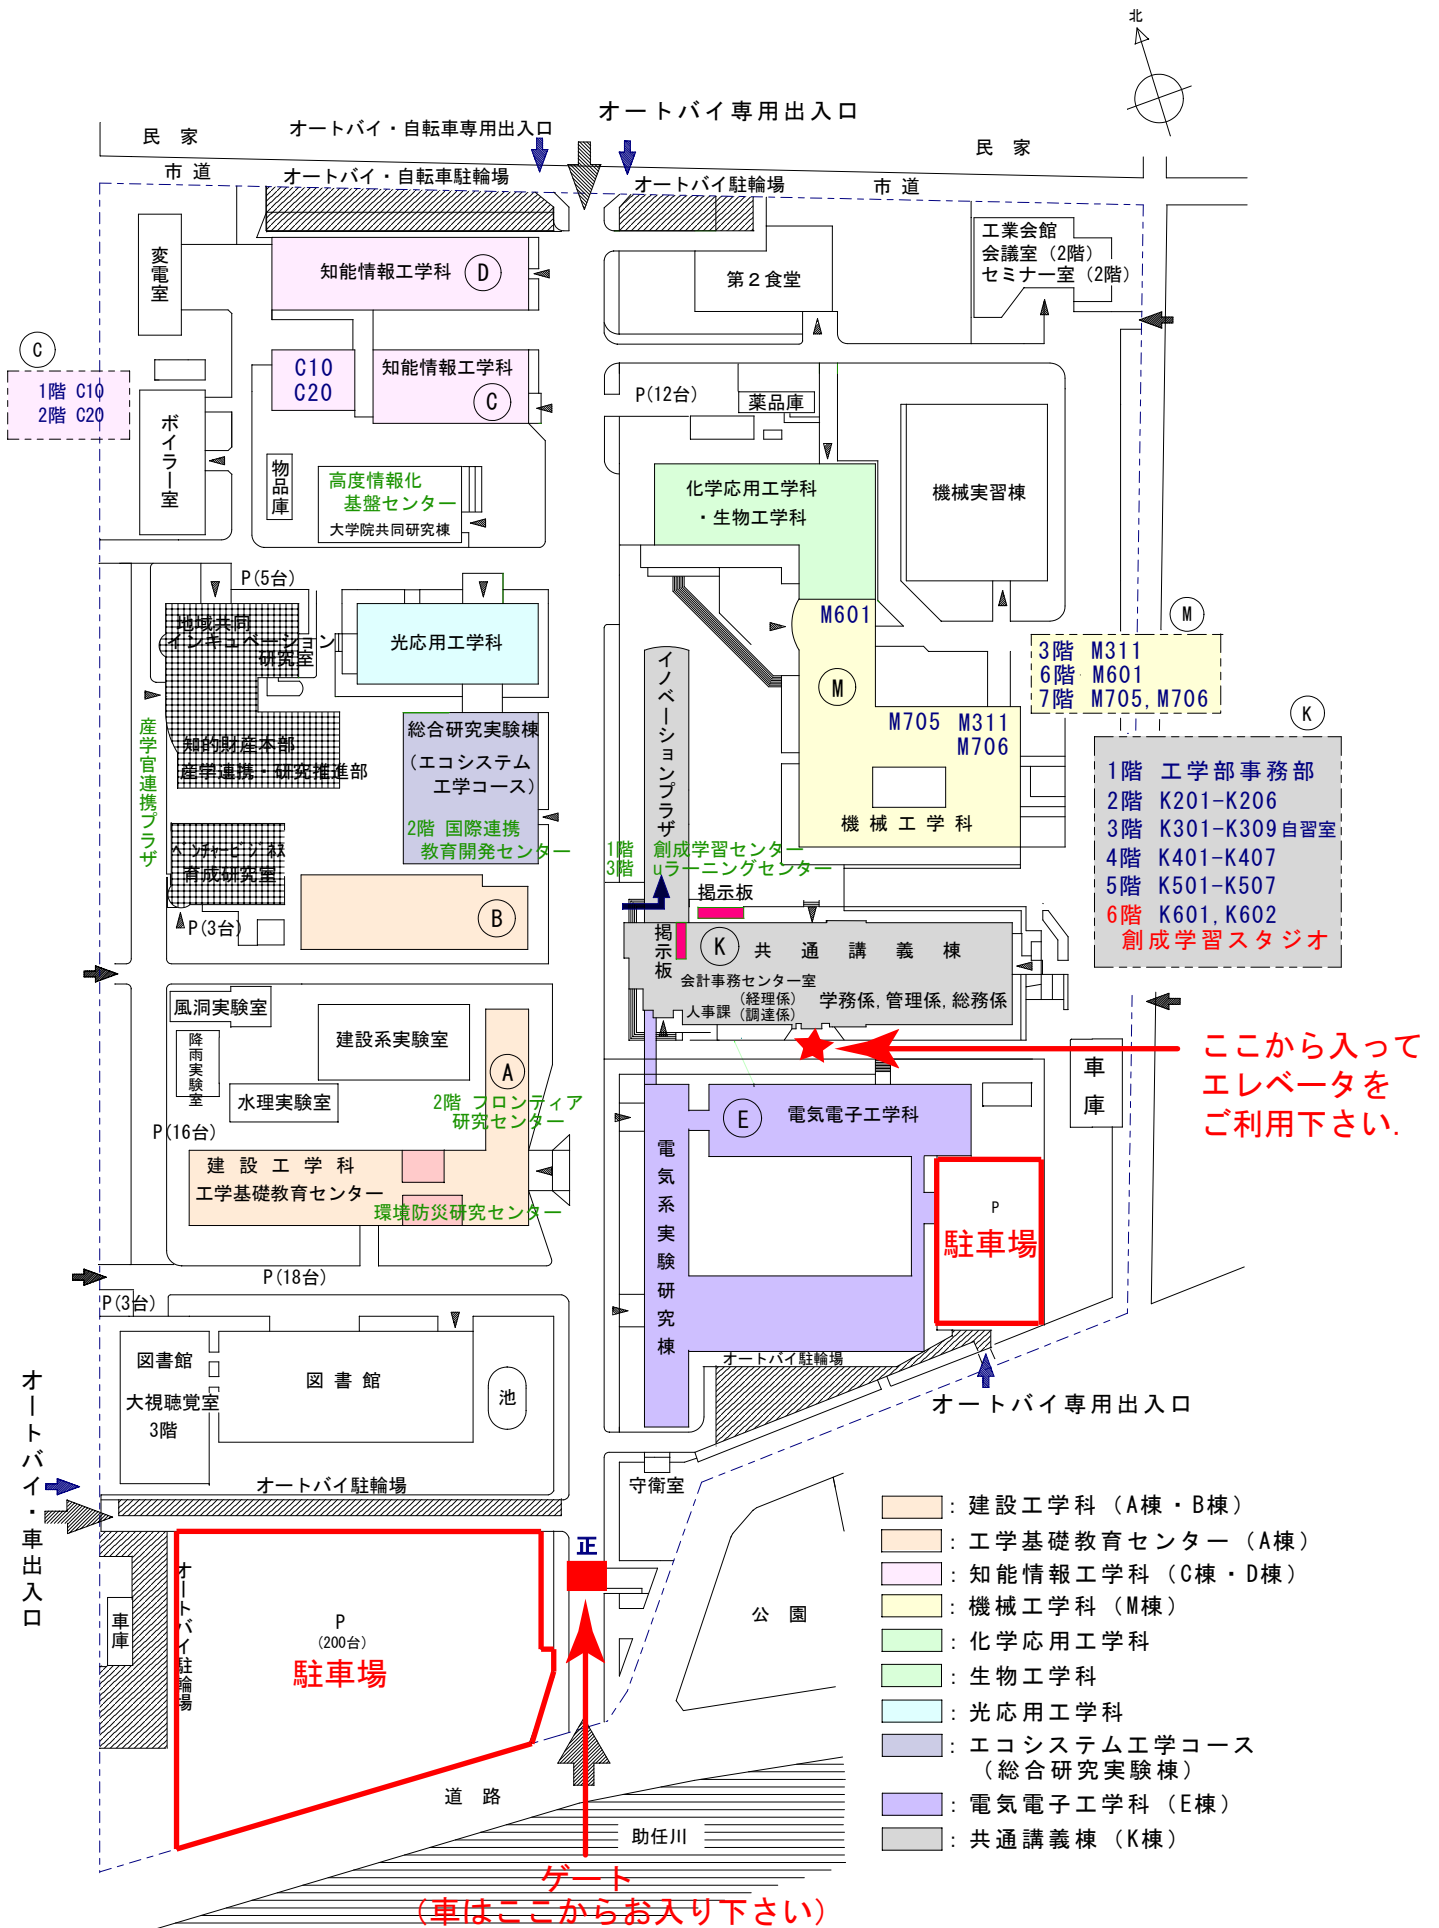 北
オートバイ専用出入口
オートバイ・自転車専用出入口
民 家
民 家
市 道
オートバイ・自転車駐輪場
オートバイ駐輪場
市 道
変電室
知能情報工学科 D
第2食堂
工業会館
会議室(2階)
セミナー室(2階)
C
1階 C10
2階 C20
C10
C20
知能情報工学科
C
P(12台)
薬品庫
ボイラー室
物品庫
高度情報化
基盤センター
大学院共同研究棟
化学応用工学科
・生物工学科
機械実習棟
P(5台)
地域共同
インキュベーション
研究室
光応用工学科
M601
M
M
3階 M311
6階 M601
7階 M705,M706
イノベーションプラザ
M705 M311
M706
機械工学科
K
1階 工学部事務部
2階 K201-K206
3階 K301-K309自習室
4階 K401-K407
5階 K501-K507
6階 K601,K602
創成学習スタジオ
産学官連携プラザ
知的財産本部
産学連携・研究推進部
総合研究実験棟
(エコシステム
工学コース)
2階 国際連携
教育開発センター
1階 創成学習センター
3階 uラーニングセンター
ベンチャービジネス
育成研究室
P(3台)
B
掲示板
掲示板
K 共通講義棟
会計事務センター室
(経理係)
人事課(調達係)
学務係,管理係,総務係
風洞実験室
降雨実験室
建設系実験室
水理実験室
A
2階 フロンティア
研究センター
P(16台)
建設工学科
工学基礎教育センター
環境防災研究センター
ここから入って
エレベータを
ご利用下さい.
車庫
E 電気電子工学科
電気系実験研究棟
P
駐車場
P(18台)
P(3台)
図書館
大視聴覚室
3階
図書館
池
オートバイ駐輪場
オートバイ専用出入口
オートバイ・車出入口
オートバイ駐輪場
守衛室
正
車庫
オートバイ駐輪場
P
(200台)
駐車場
公園
道路
助任川
ゲート
(車はここからお入り下さい)
:建設工学科(A棟・B棟)
:工学基礎教育センター(A棟)
:知能情報工学科(C棟・D棟)
:機械工学科(M棟)
:化学応用工学科
:生物工学科
:光応用工学科
:エコシステム工学コース
(総合研究実験棟)
:電気電子工学科(E棟)
:共通講義棟(K棟)